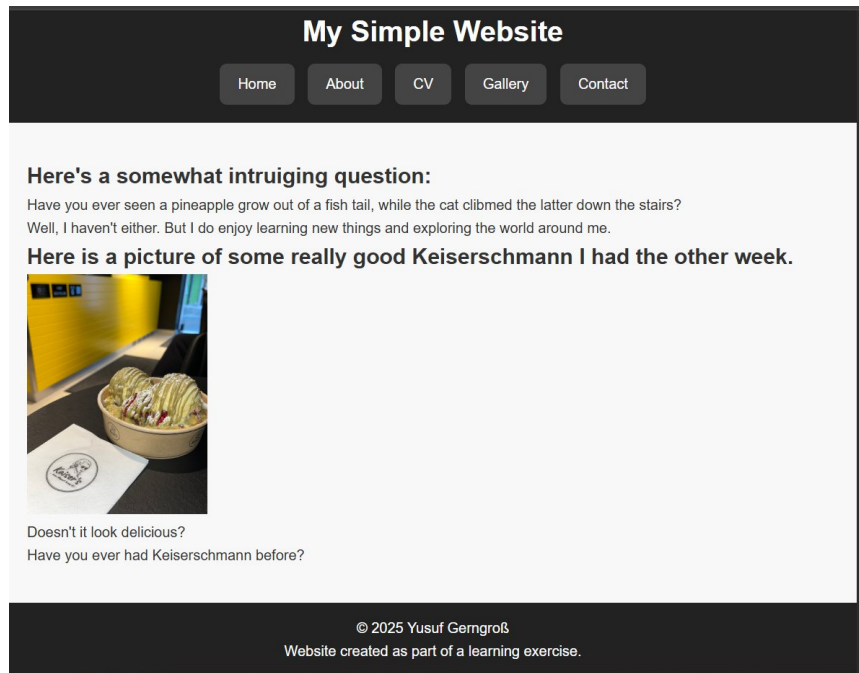 My Simple Website
Home About CV Gallery Contact
Here's a somewhat intruiging question:
Have you ever seen a pineapple grow out of a fish tail, while the cat clibmed the latter down the stairs?
Well, I haven't either. But I do enjoy learning new things and exploring the world around me.
Here is a picture of some really good Keiserschmann I had the other week.
Keiser's
Doesn't it look delicious?
Have you ever had Keiserschmann before?
© 2025 Yusuf Gerngroß
Website created as part of a learning exercise.